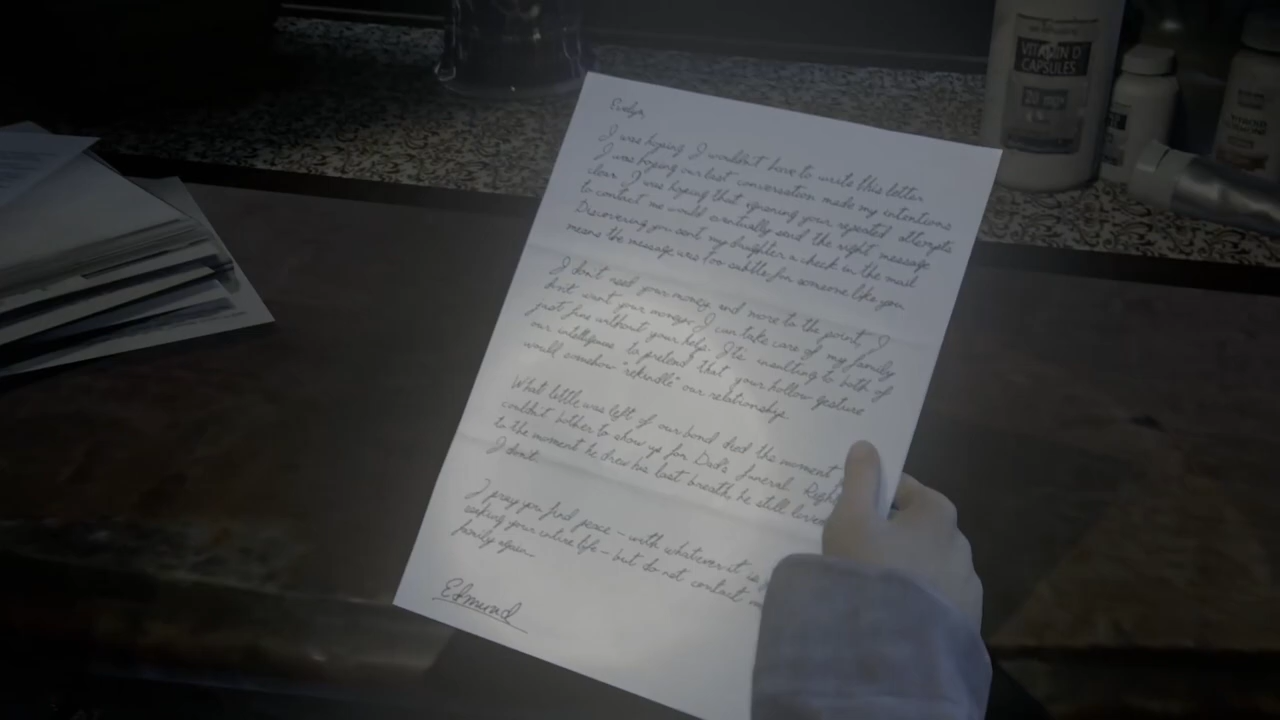 Evelyn,
I was hoping I wouldn't have to write this letter.
I was hoping our last conversation made my intentions
clear. I was hoping that ignoring your repeated attempts
to contact me would eventually send the right message.
Discovering you sent my daughter a check in the mail
means the message was too subtle for someone like you.
I don't need your money, and more to the point, I
don't want your money. I can take care of my family
just fine without your help. It's insulting to both of
our intelligence to pretend that your hollow gesture
would somehow "rekindle" our relationship.
What little was left of our bond died the moment
couldn't bother to show up for Dad's funeral. Right
to the moment he drew his last breath, he still loved
I don't.
I pray you find peace - with whatever it is
seeking your entire life - but do not contact
family again.
Edmund
VITAMIN D
CAPSULES